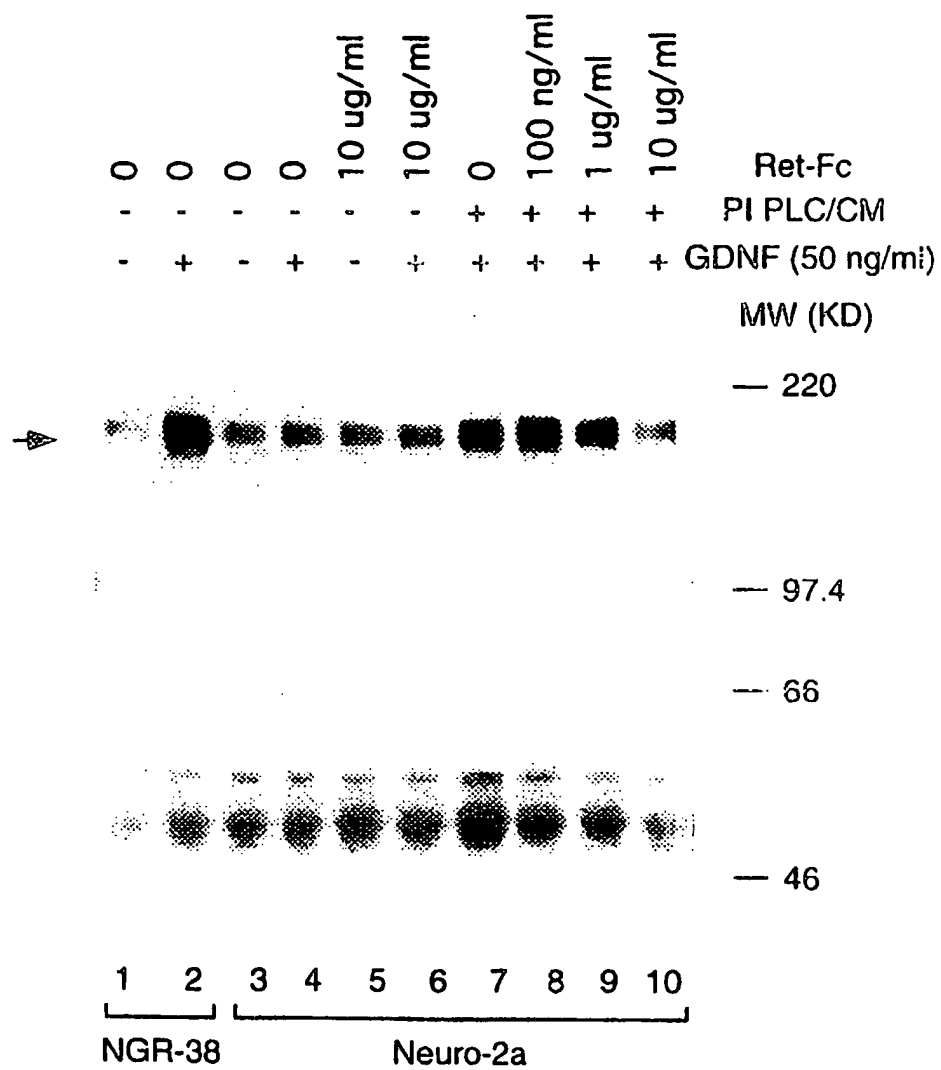 0 0 0 0 10 ug/ml 10 ug/ml 0 100 ng/ml 1 ug/ml 10 ug/ml Ret-Fc
- - - - - - + + + + PI PLC/CM
- + - + - + + + + + GDNF (50 ng/ml)
MW (KD)
220
97.4
66
46
1 2 3 4 5 6 7 8 9 10
NGR-38 Neuro-2a